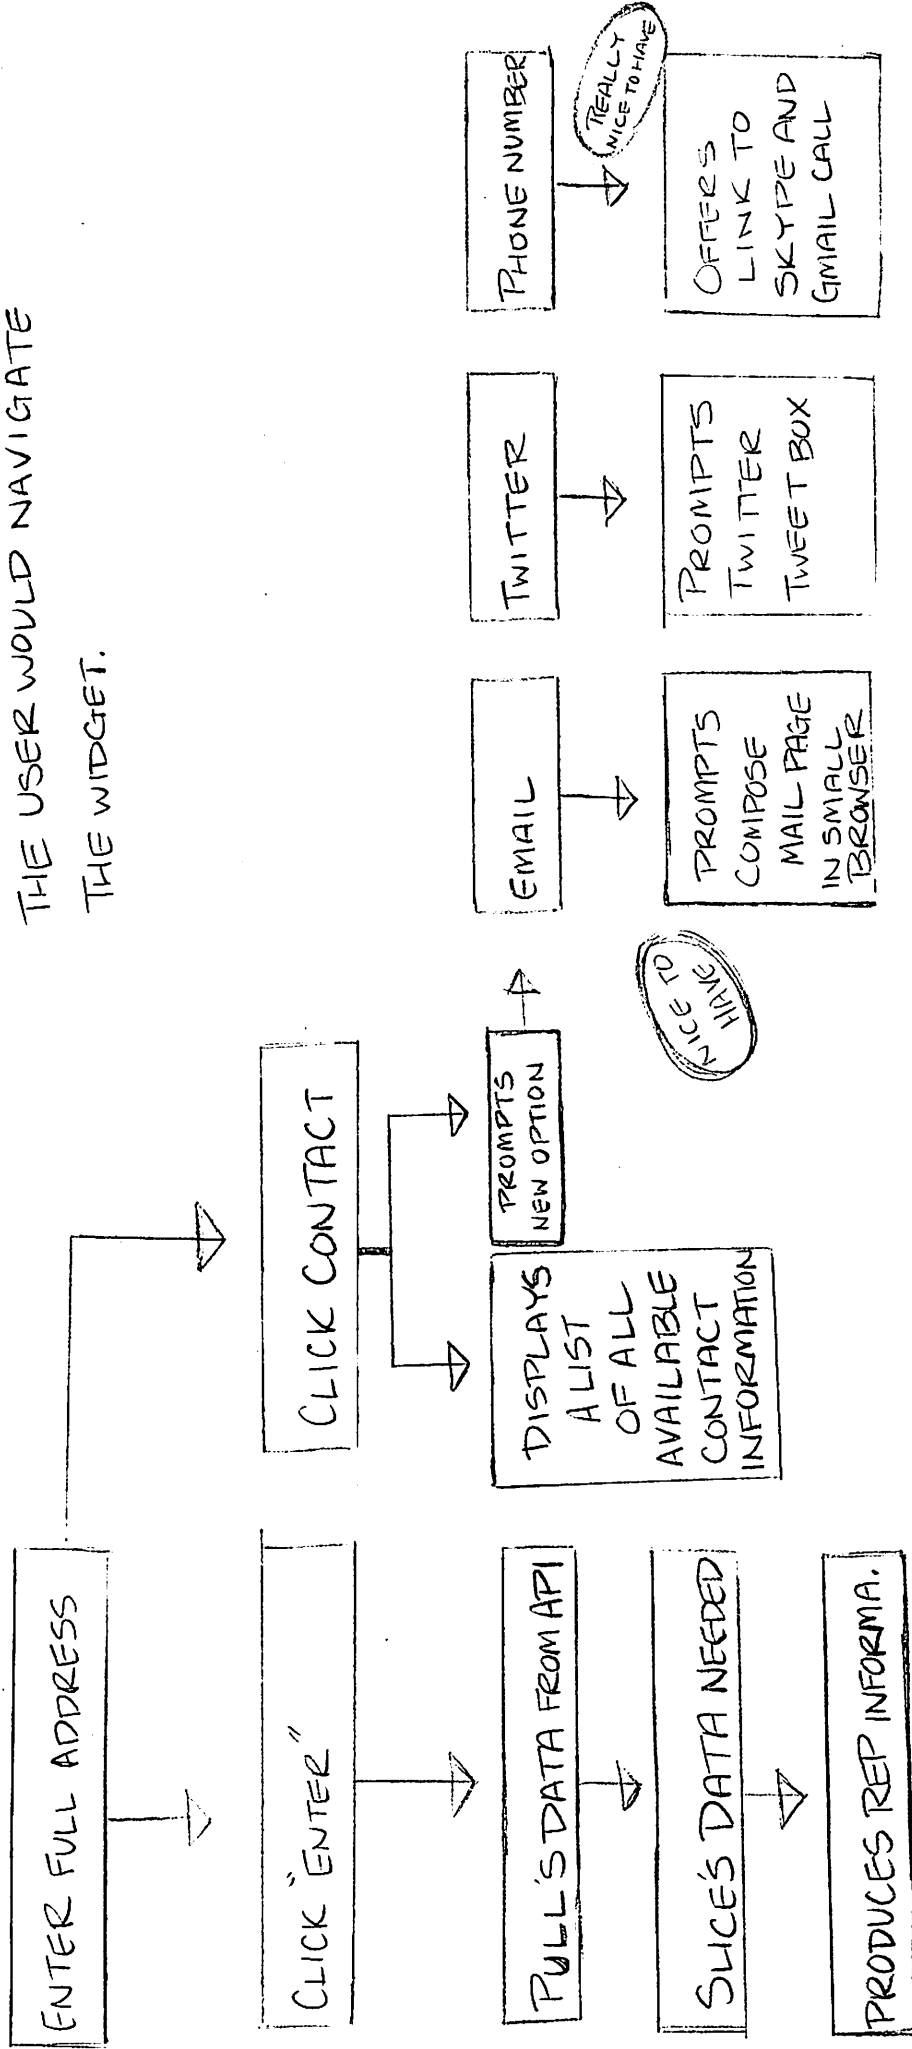 THE USER WOULD NAVIGATE
THE WIDGET.
ENTER FULL ADDRESS
CLICK "ENTER"
PULL'S DATA FROM API
SLICE'S DATA NEEDED
PRODUCES REP INFORMA.
CLICK CONTACT
DISPLAYS
A LIST
OF ALL
AVAILABLE
CONTACT
INFORMATION
PROMPTS
NEW OPTION
NICE TO
HAVE
EMAIL
PROMPTS
COMPOSE
MAIL PAGE
IN SMALL
BROWSER
TWITTER
PROMPTS
TWITTER
TWEET BOX
PHONE NUMBER
REALLY
NICE TO HAVE
OFFERS
LINK TO
SKYPE AND
GMAIL CALL